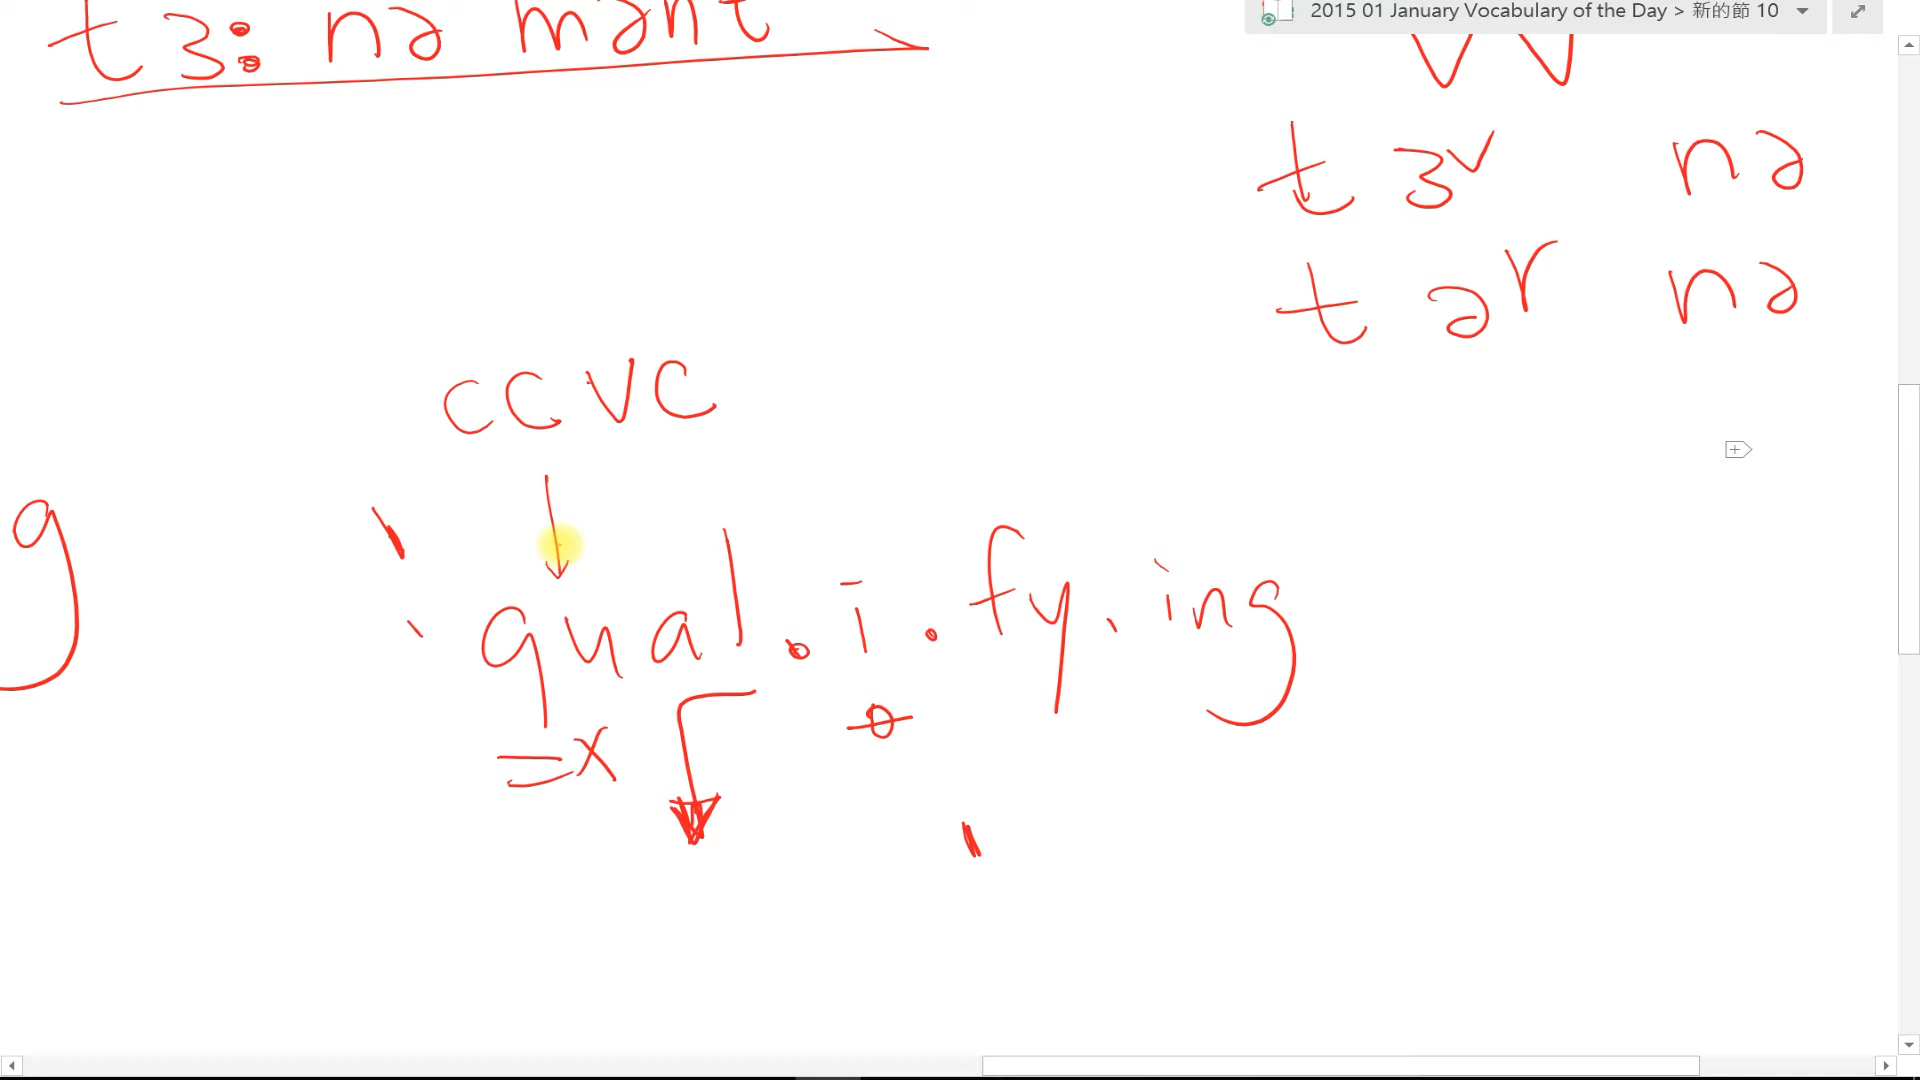 2015 01 January Vocabulary of the Day > 新的節 10
tɜ: nə mənt
tɜr nə
tər nə
CCVC
g
qual.i.fy.ing
=x